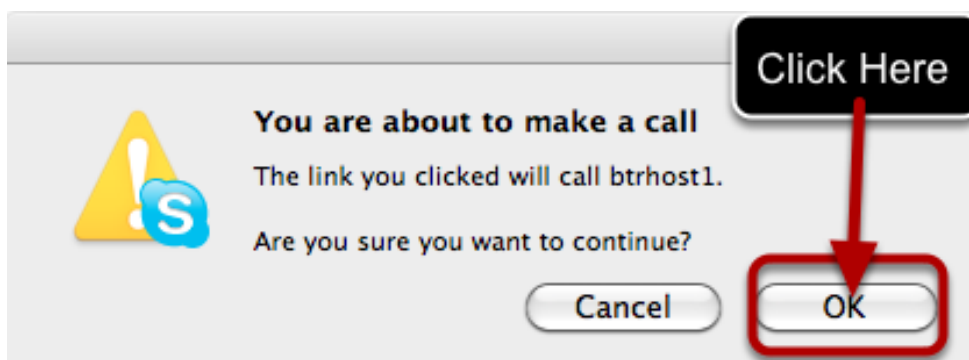 Click Here
You are about to make a call
The link you clicked will call btrhost1.
Are you sure you want to continue?
Cancel
OK